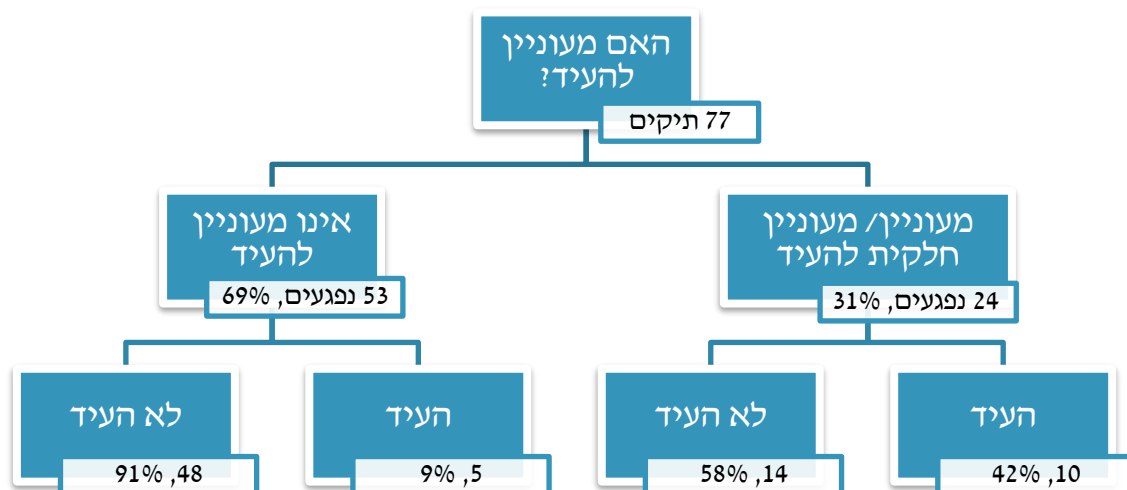 האם מעוניין
להעיד?
77 תיקים
מעוניין/ מעוניין
חלקית להעיד
24 נפגעים, 31%
אינו מעוניין
להעיד
53 נפגעים, 69%
העיד
10, 42%
לא העיד
14, 58%
העיד
5, 9%
לא העיד
48, 91%